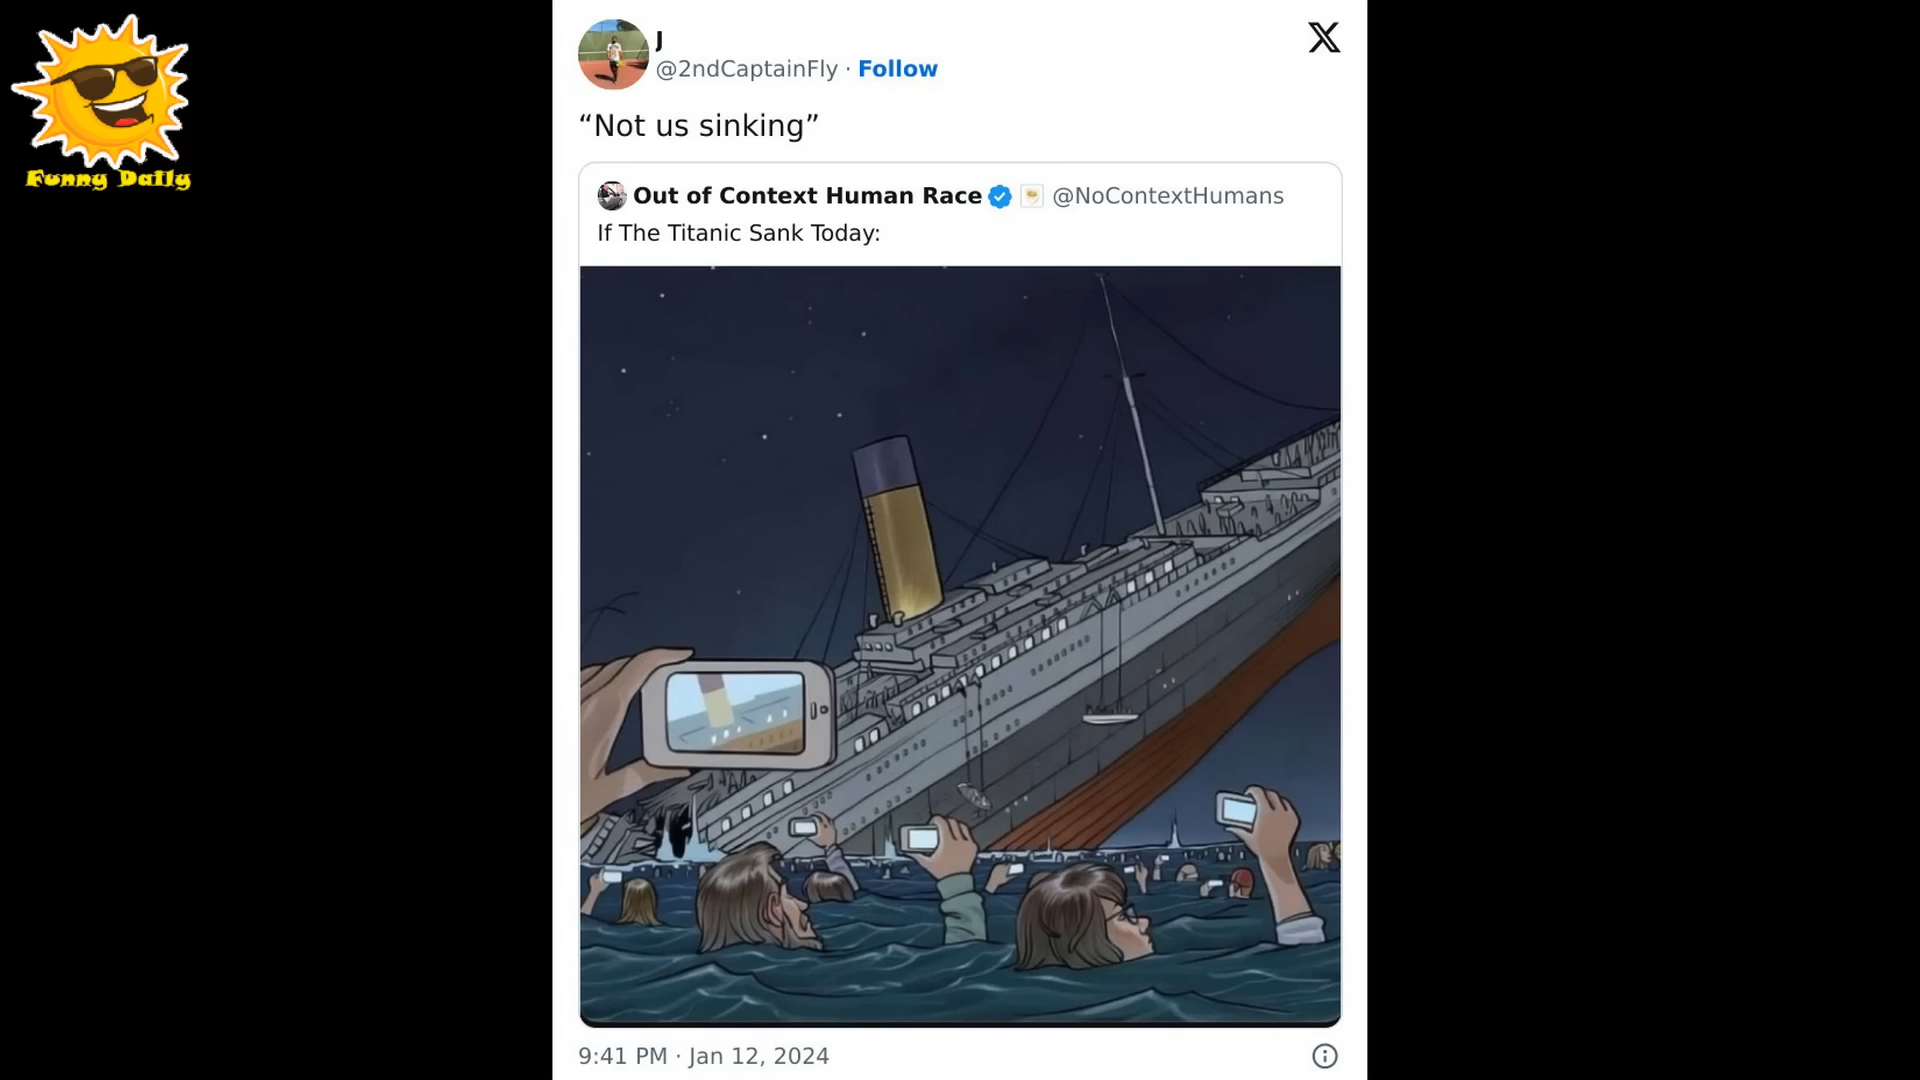 Funny Daily
J
@2ndCaptainFly · Follow
“Not us sinking”
Out of Context Human Race @NoContextHumans
If The Titanic Sank Today:
9:41 PM · Jan 12, 2024